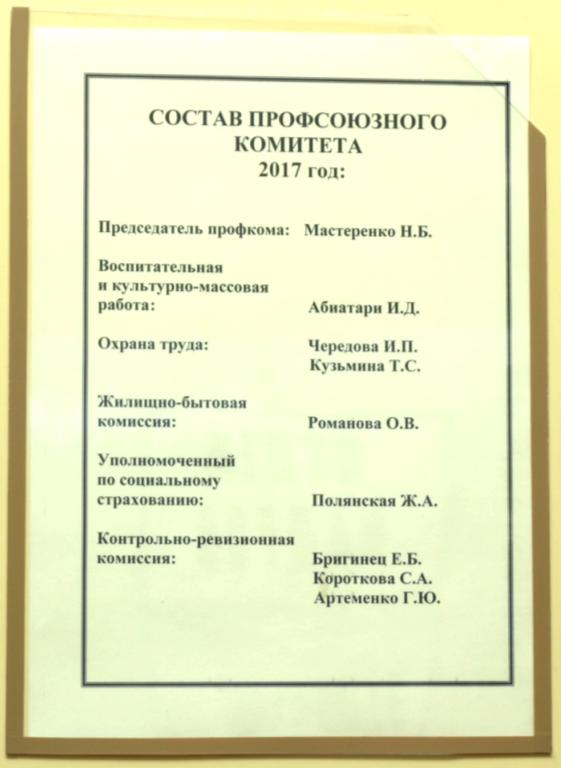 СОСТАВ ПРОФСОЮЗНОГО
КОМИТЕТА
2017 год:
Председатель профкома: Мастеренко Н.Б.
Воспитательная
и культурно-массовая
работа: Абиатари И.Д.
Охрана труда: Чередова И.П.
Кузьмина Т.С.
Жилищно-бытовая
комиссия: Романова О.В.
Уполномоченный
по социальному
страхованию: Полянская Ж.А.
Контрольно-ревизионная
комиссия: Бригинец Е.Б.
Короткова С.А.
Артеменко Г.Ю.